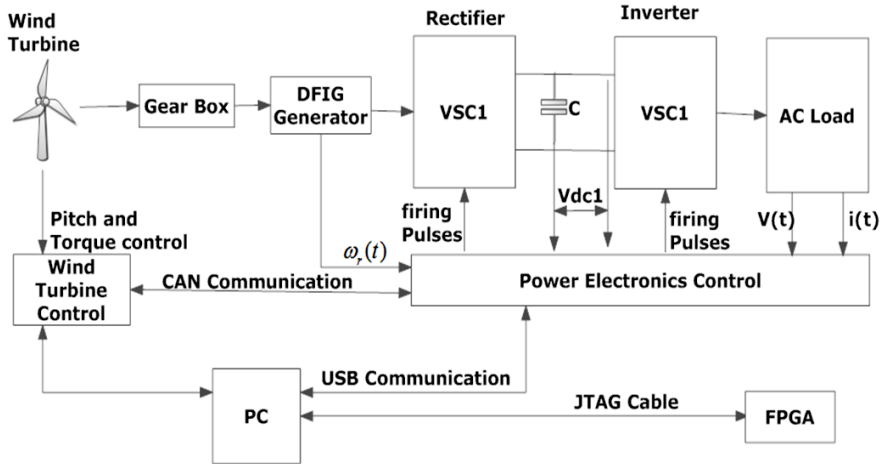 Wind
Turbine
Rectifier
Inverter
Gear Box
DFIG
Generator
VSC1
C
VSC1
AC Load
Vdc1
firing
Pulses
firing
Pulses
V(t)
i(t)
Pitch and
Torque control
ωr(t)
Wind
Turbine
Control
CAN Communication
Power Electronics Control
USB Communication
PC
JTAG Cable
FPGA